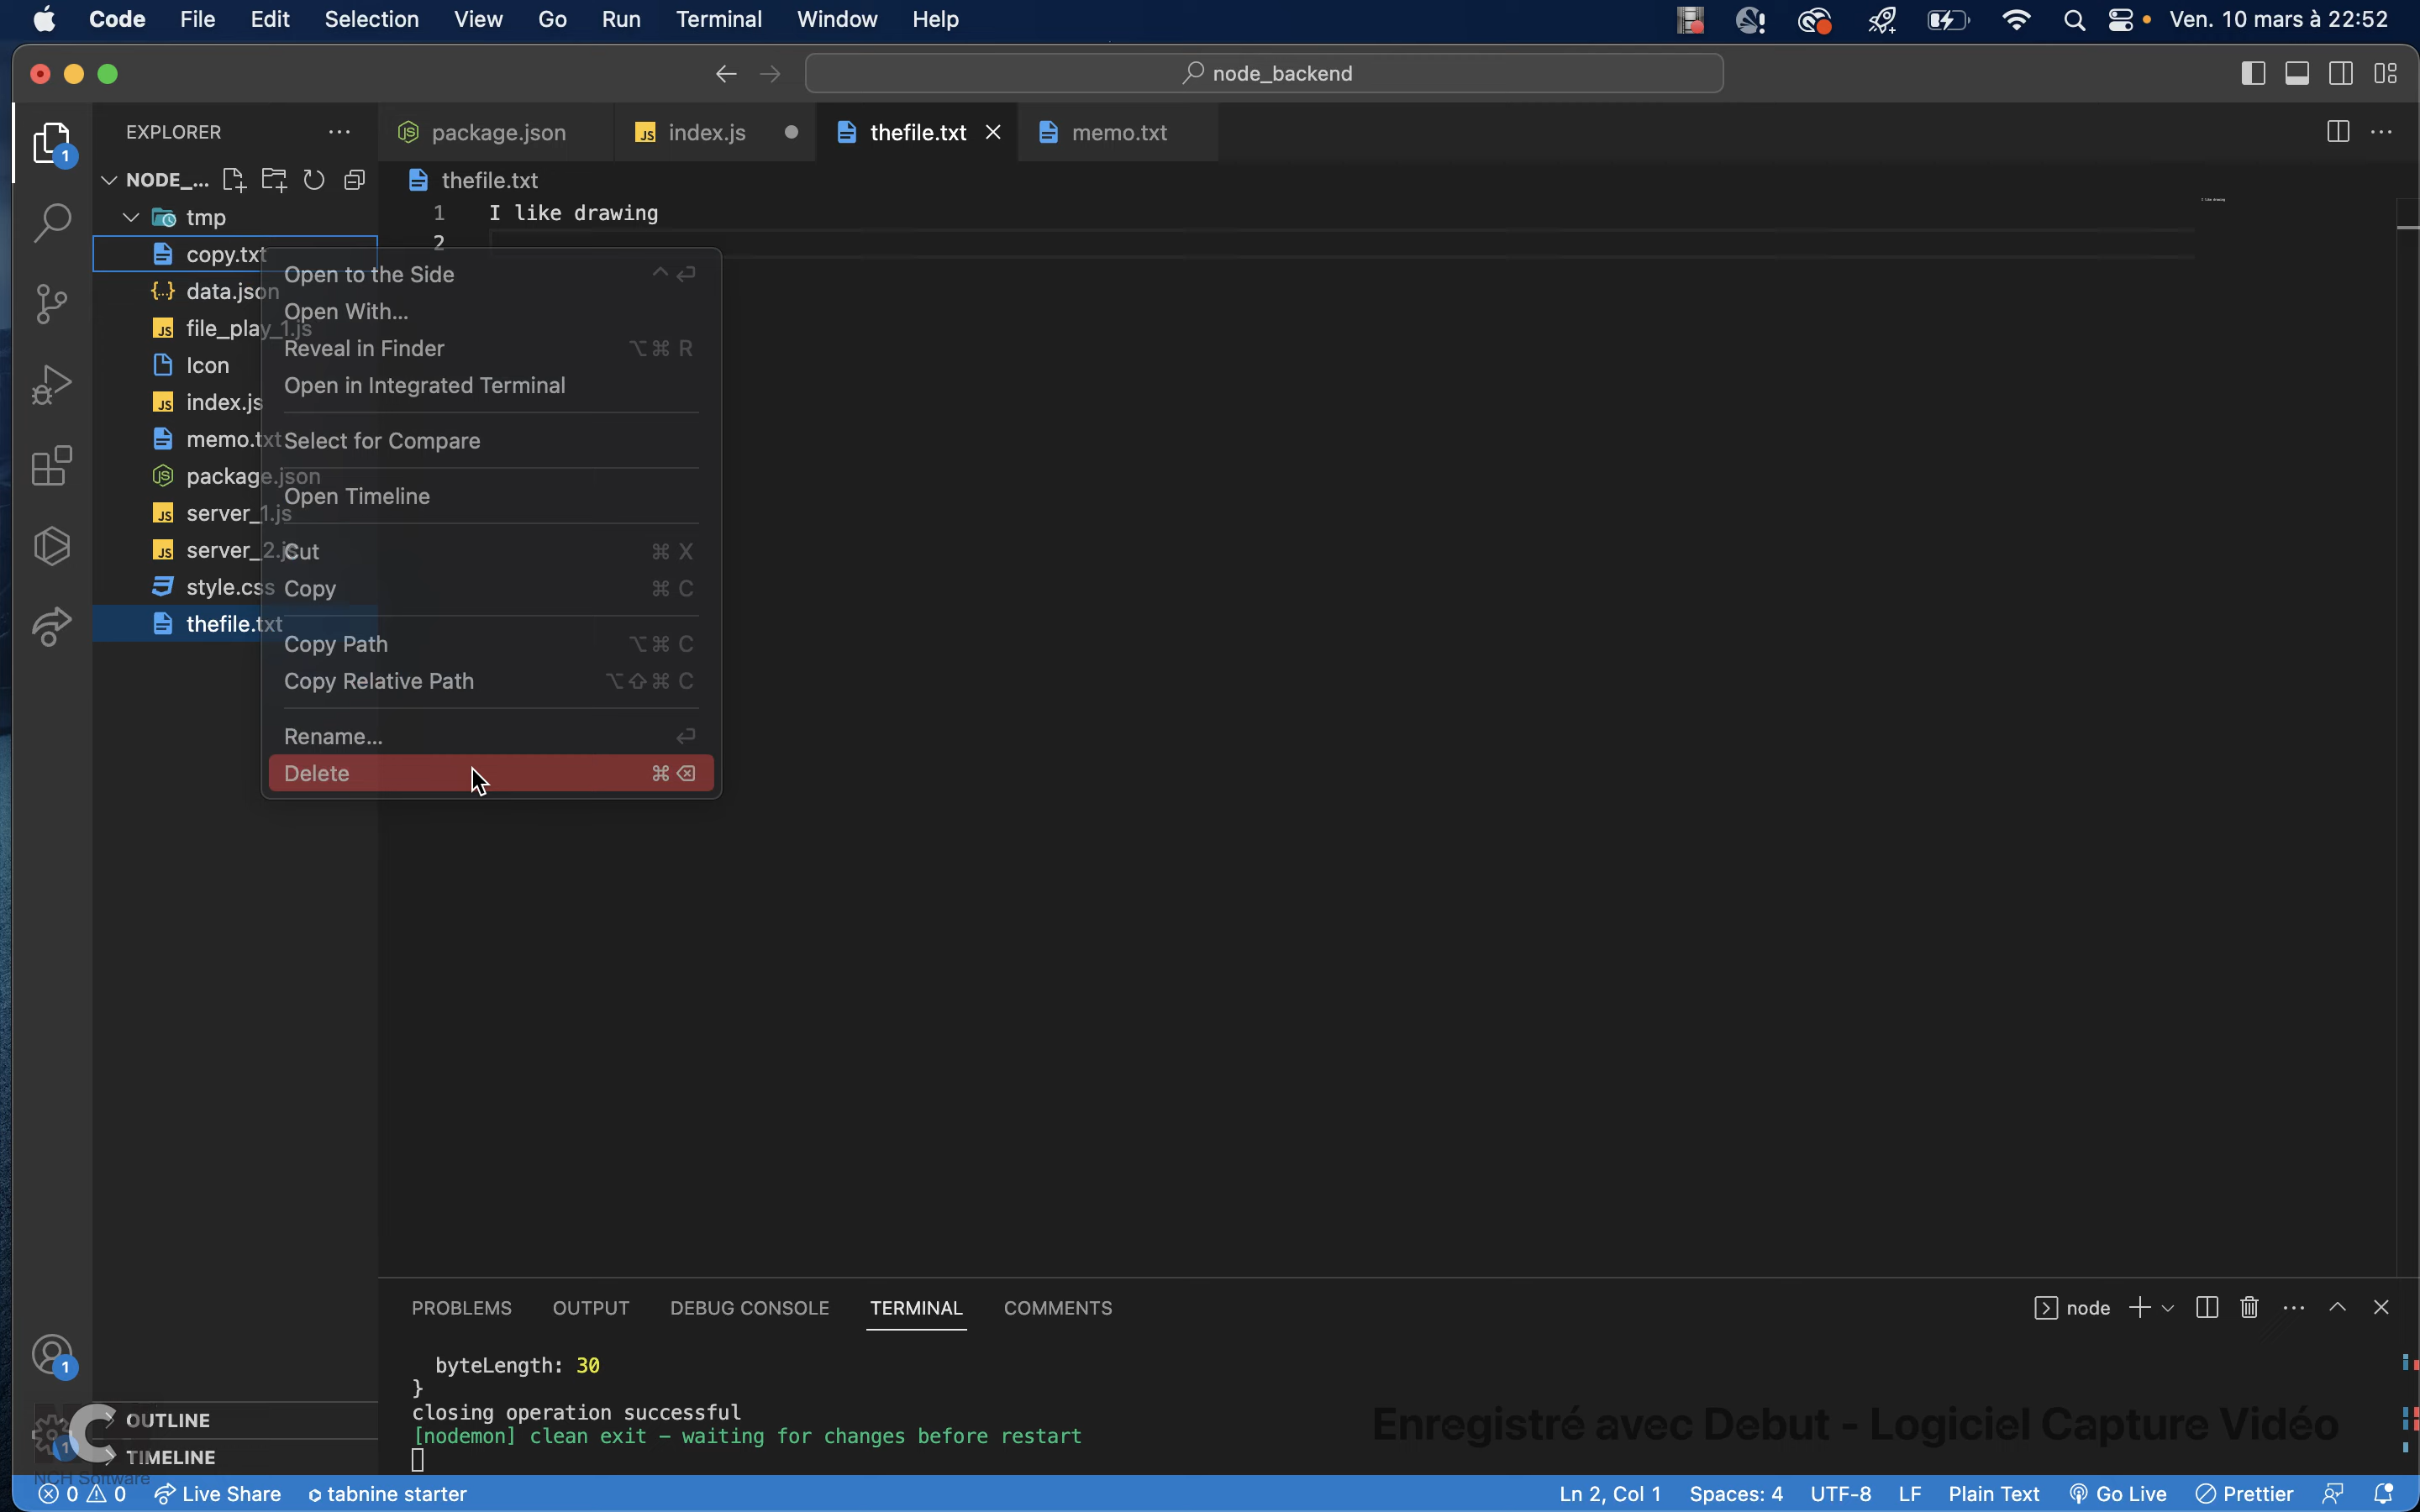 Code File Edit Selection View Go Run Terminal Window Help Ven. 10 mars à 22:52
node_backend
EXPLORER
package.json
index.js
thefile.txt
memo.txt
NODE_...
thefile.txt
tmp
1 I like drawing
copy.txt
2
Open to the Side
data.json
Open With...
file_play_1.js
Reveal in Finder ⌥⌘ R
Icon
Open in Integrated Terminal
index.js
memo.txt
Select for Compare
package.json
Open Timeline
server_1.js
server_2.js
Cut ⌘ X
style.css
Copy ⌘ C
thefile.txt
Copy Path ⌥⌘ C
Copy Relative Path ⌥⇧⌘ C
Rename...
Delete ⌘⌫
PROBLEMS OUTPUT DEBUG CONSOLE TERMINAL COMMENTS
node
byteLength: 30
}
closing operation successful
[nodemon] clean exit – waiting for changes before restart
Enregistré avec Debut - Logiciel Capture Vidéo
OUTLINE
TIMELINE
NCH Software
0 0 Live Share tabnine starter Ln 2, Col 1 Spaces: 4 UTF-8 LF Plain Text Go Live Prettier